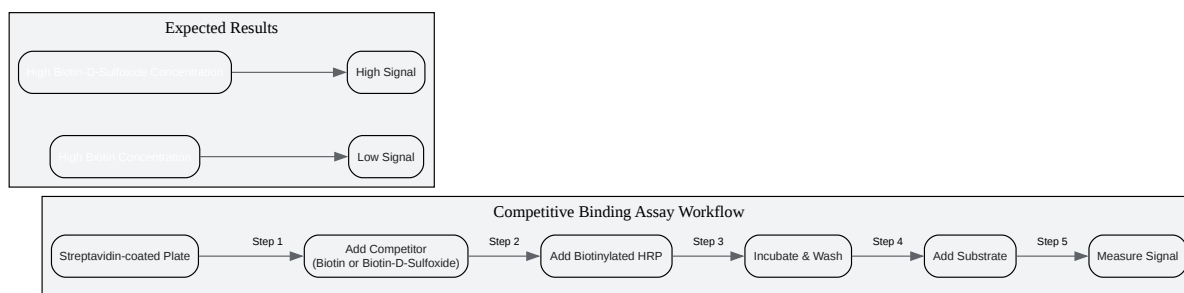 Expected Results
High Biotin-D-Sulfoxide Concentration
High Signal
High Biotin Concentration
Low Signal
Competitive Binding Assay Workflow
Streptavidin-coated Plate
Step 1
Add Competitor
(Biotin or Biotin-D-Sulfoxide)
Step 2
Add Biotinylated HRP
Step 3
Incubate & Wash
Step 4
Add Substrate
Step 5
Measure Signal